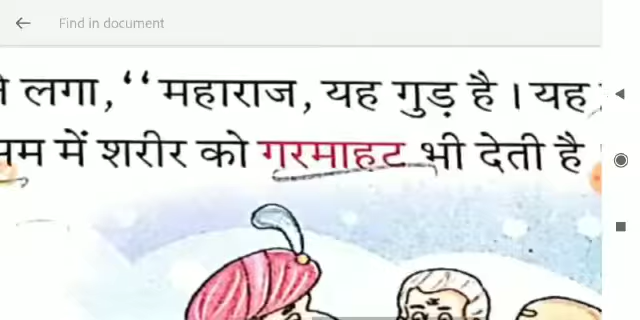 Find in document
लगा, “महाराज, यह गुड़ है। यह
में शरीर को गरमाहट भी देती है